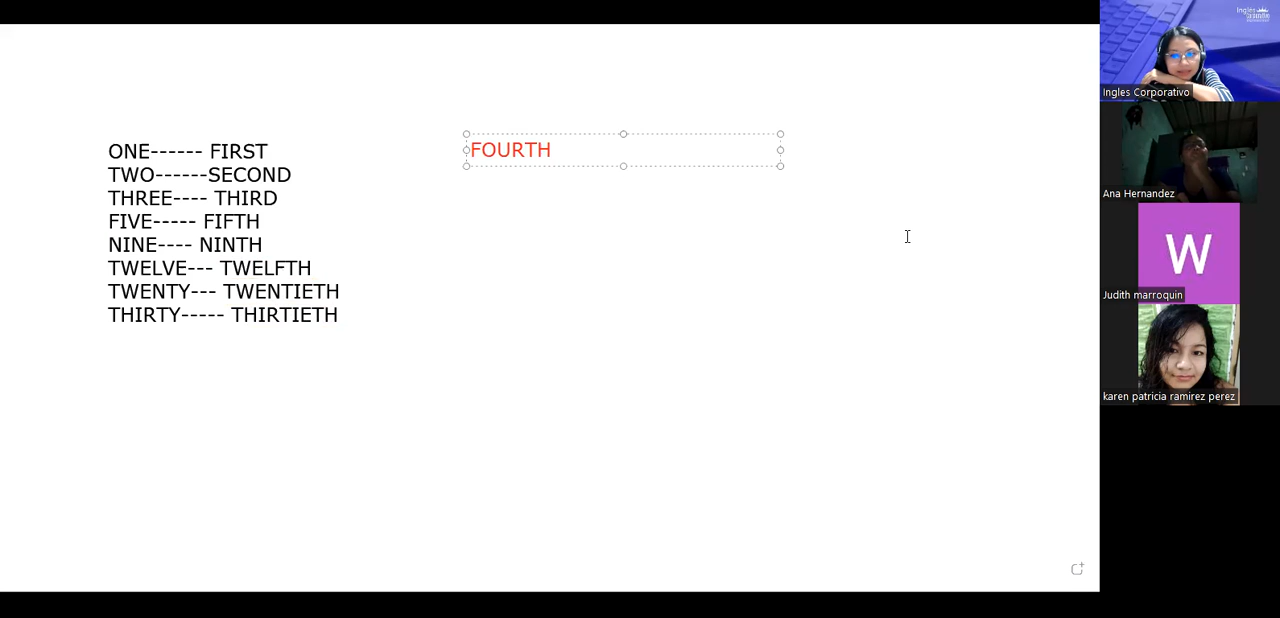 ONE------ FIRST
TWO------SECOND
THREE---- THIRD
FIVE----- FIFTH
NINE---- NINTH
TWELVE--- TWELFTH
TWENTY--- TWENTIETH
THIRTY----- THIRTIETH
FOURTH
Ingles
Ingles Corporativo
Ana Hernandez
W
Judith marroquin
karen patricia ramirez perez